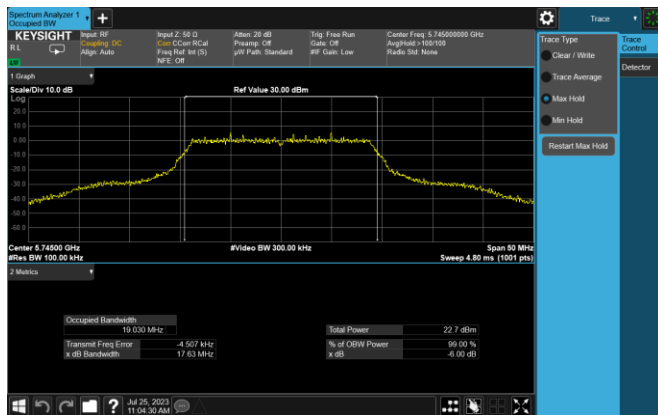 Spectrum Analyzer 1
Occupied BW
Trace
KEYSIGHT
R L
Input: RF
Coupling: DC
Align: Auto
Input Z: 50 Ω
Corr CCorr RCal
Freq Ref: Int (S)
NFE: Off
Atten: 20 dB
Preamp: Off
µW Path: Standard
Trig: Free Run
Gate: Off
#IF Gain: Low
Center Freq: 5.745000000 GHz
Avg|Hold:>100/100
Radio Std: None
Trace Type
Clear / Write
Trace Average
Max Hold
Min Hold
Restart Max Hold
Trace
Control
Detector
1 Graph
Scale/Div 10.0 dB
Ref Value 30.00 dBm
Log
20.0
10.0
0.00
-10.0
-20.0
-30.0
-40.0
-50.0
-60.0
Center 5.74500 GHz
#Video BW 300.00 kHz
Span 50 MHz
#Res BW 100.00 kHz
Sweep 4.80 ms (1001 pts)
2 Metrics
Occupied Bandwidth
19.030 MHz
Transmit Freq Error
-4.507 kHz
x dB Bandwidth
17.63 MHz
Total Power
22.7 dBm
% of OBW Power
99.00 %
x dB
-6.00 dB
?
Jul 25, 2023
11:04:30 AM